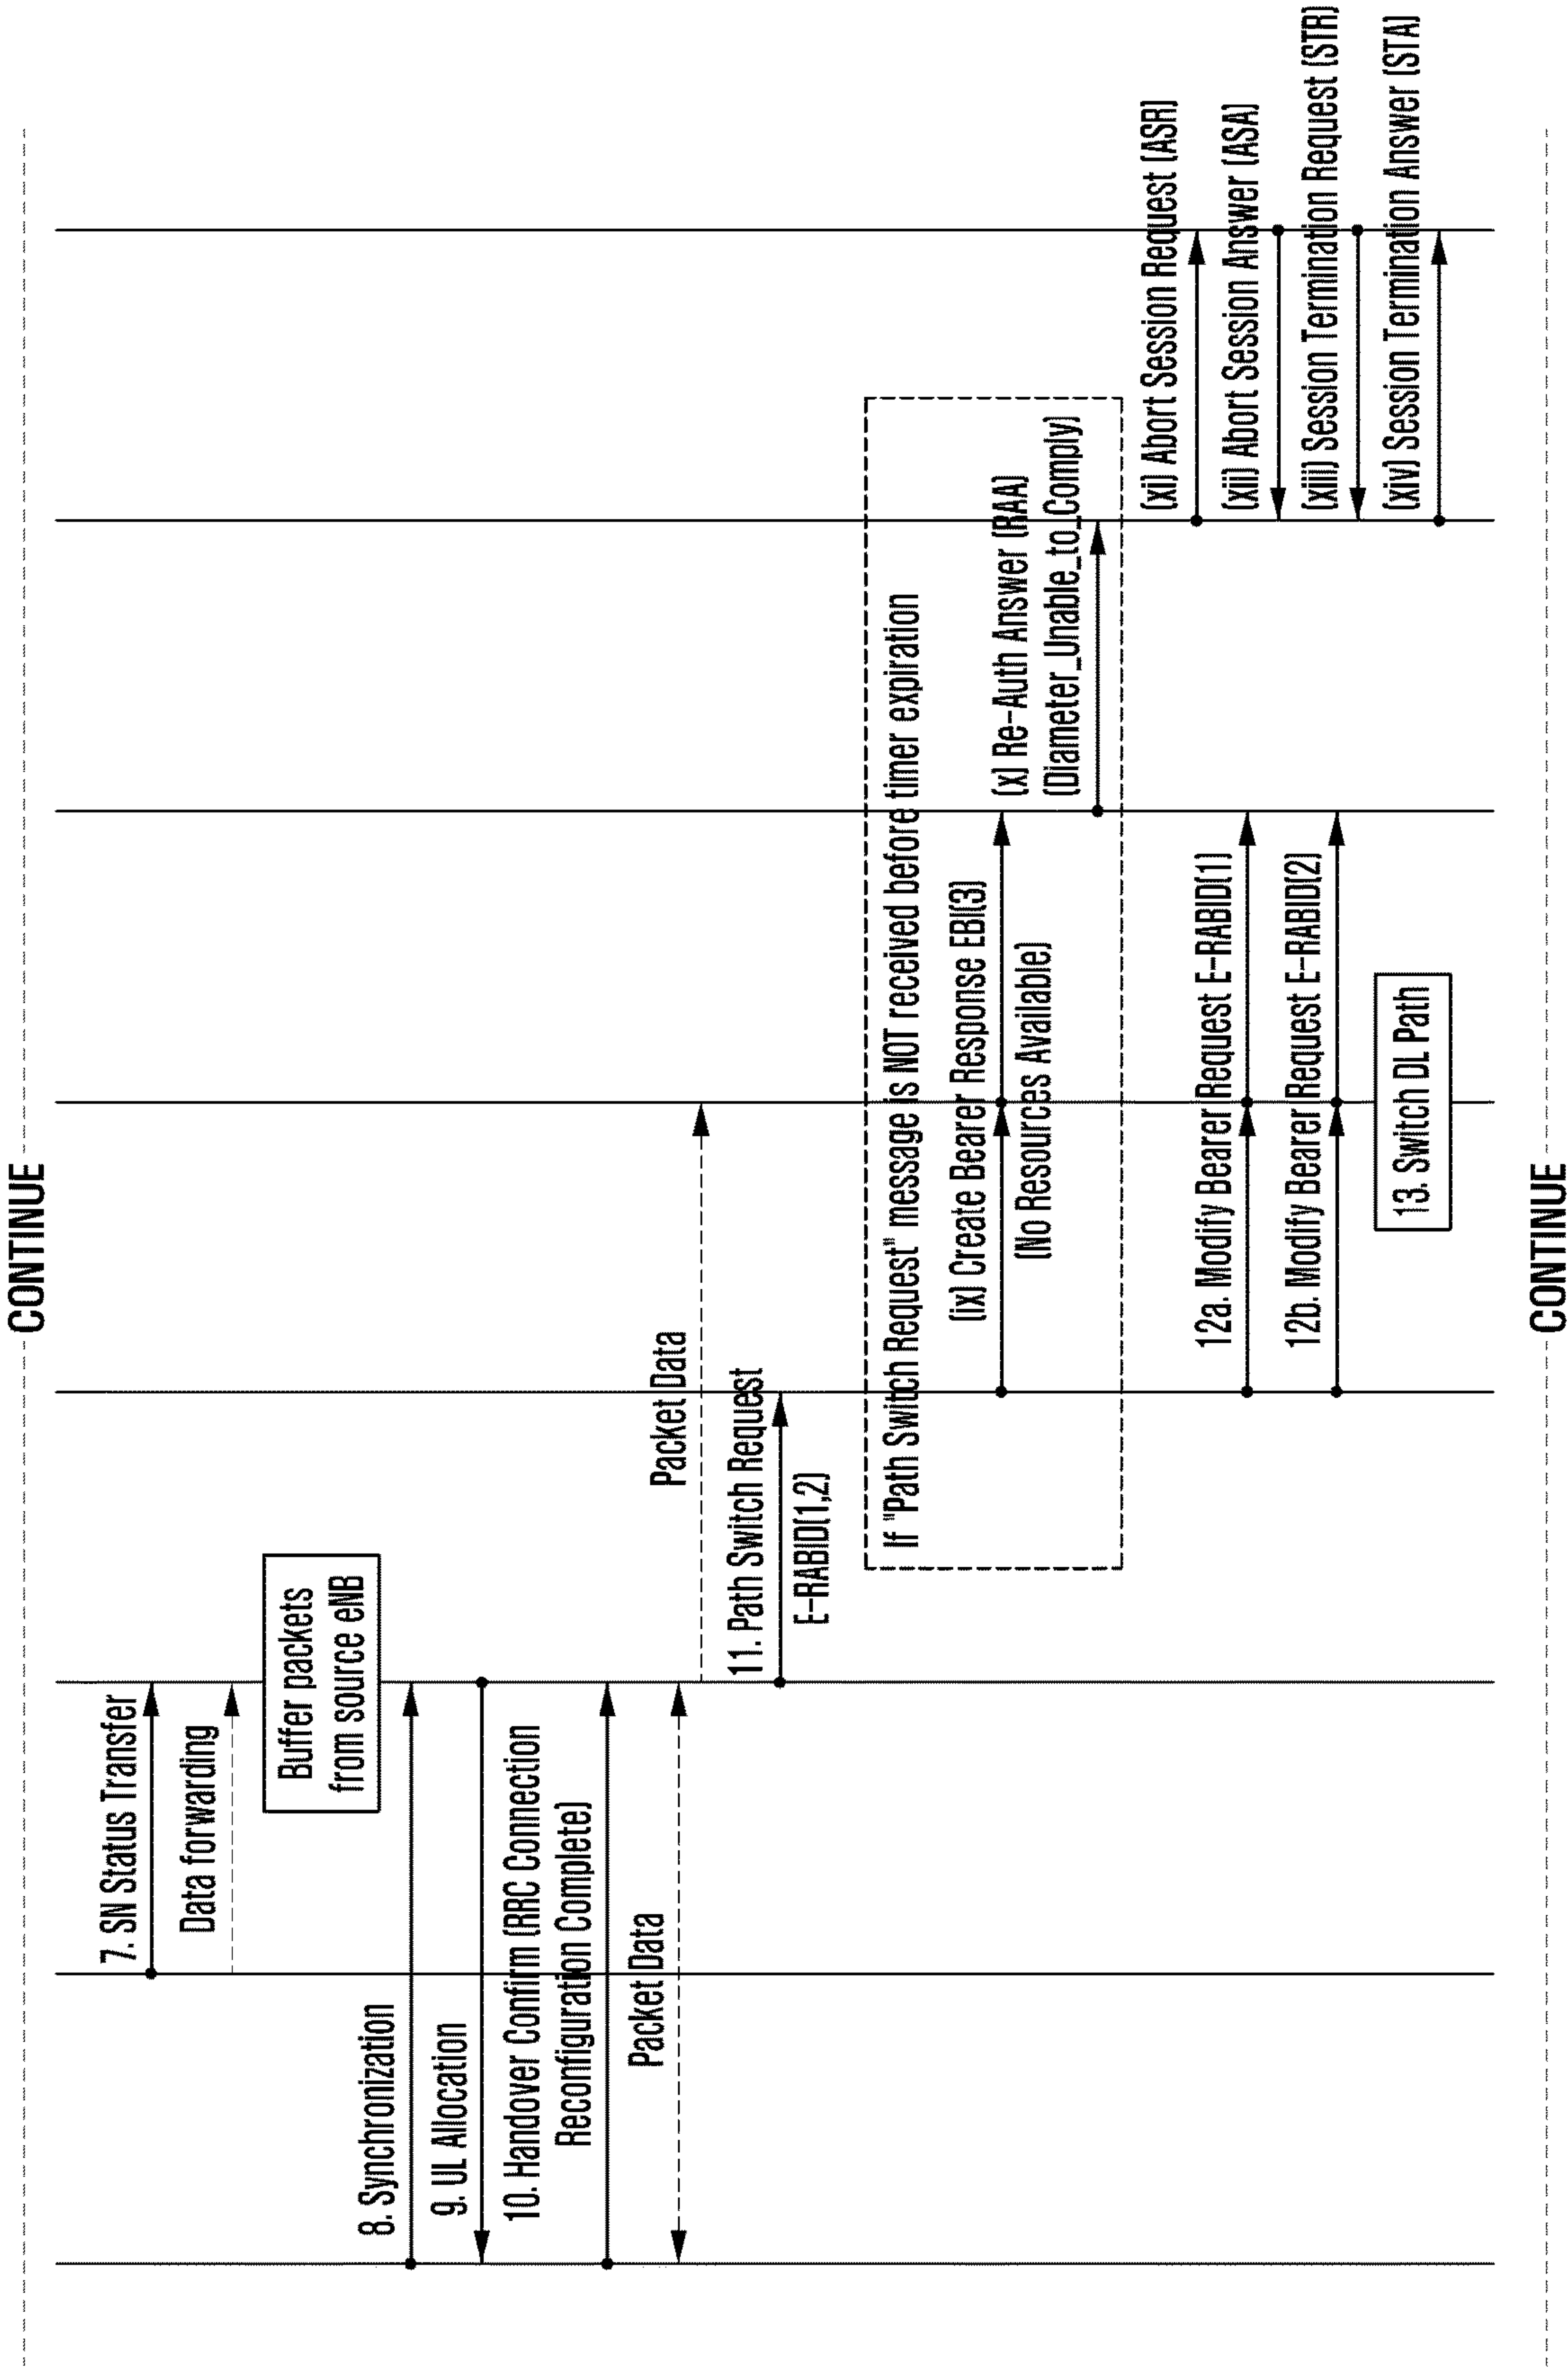 CONTINUE
7. SN Status Transfer
Data forwarding
Buffer packets
from source eNB
8. Synchronization
9. UL Allocation
10. Handover Confirm (RRC Connection
Reconfiguration Complete)
Packet Data
Packet Data
11. Path Switch Request
E-RABID(1,2)
If "Path Switch Request" message is NOT received before timer expiration
(ix) Create Bearer Response EBI(3)
(No Resources Available)
(x) Re-Auth Answer (RAA)
(Diameter_Unable_to_Comply)
(xi) Abort Session Request (ASR)
12a. Modify Bearer Request E-RABID(1)
(xii) Abort Session Answer (ASA)
12b. Modify Bearer Request E-RABID(2)
(xiii) Session Termination Request (STR)
13. Switch DL Path
(xiv) Session Termination Answer (STA)
CONTINUE